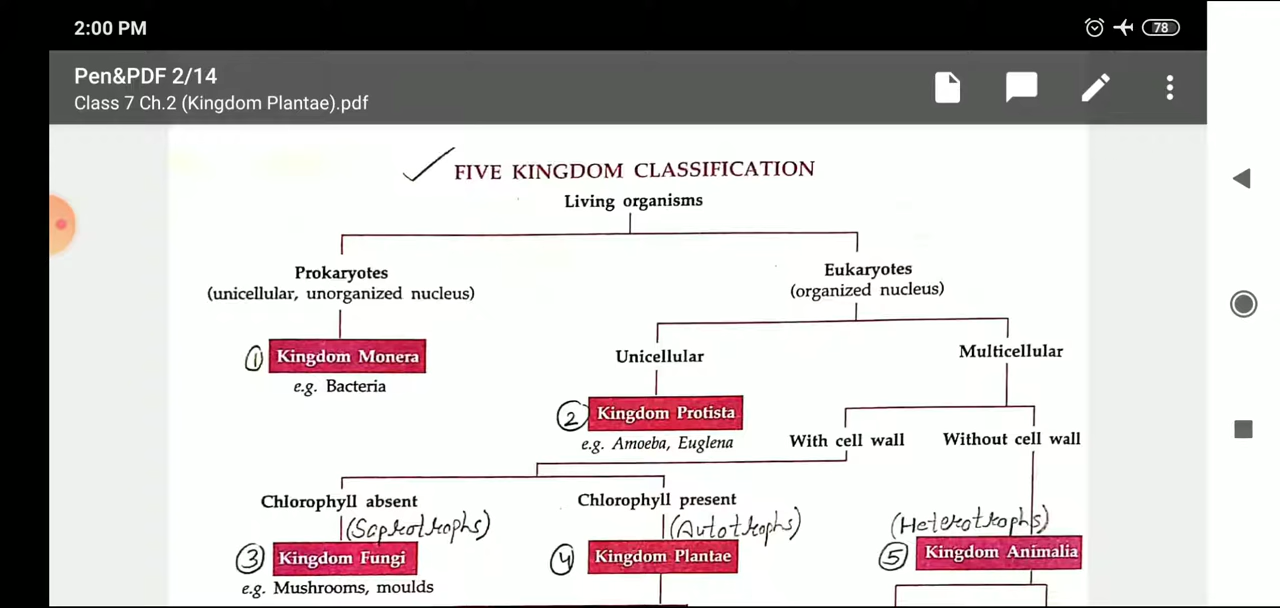 2:00 PM
78
Pen&PDF 2/14
Class 7 Ch.2 (Kingdom Plantae).pdf
FIVE KINGDOM CLASSIFICATION
Living organisms
Prokaryotes
(unicellular, unorganized nucleus)
Eukaryotes
(organized nucleus)
1 Kingdom Monera
e.g. Bacteria
Unicellular
Multicellular
2 Kingdom Protista
e.g. Amoeba, Euglena
With cell wall
Without cell wall
Chlorophyll absent
(Saprotrophs)
Chlorophyll present
(Autotrophs)
(Heterotrophs)
3 Kingdom Fungi
e.g. Mushrooms, moulds
4 Kingdom Plantae
5 Kingdom Animalia